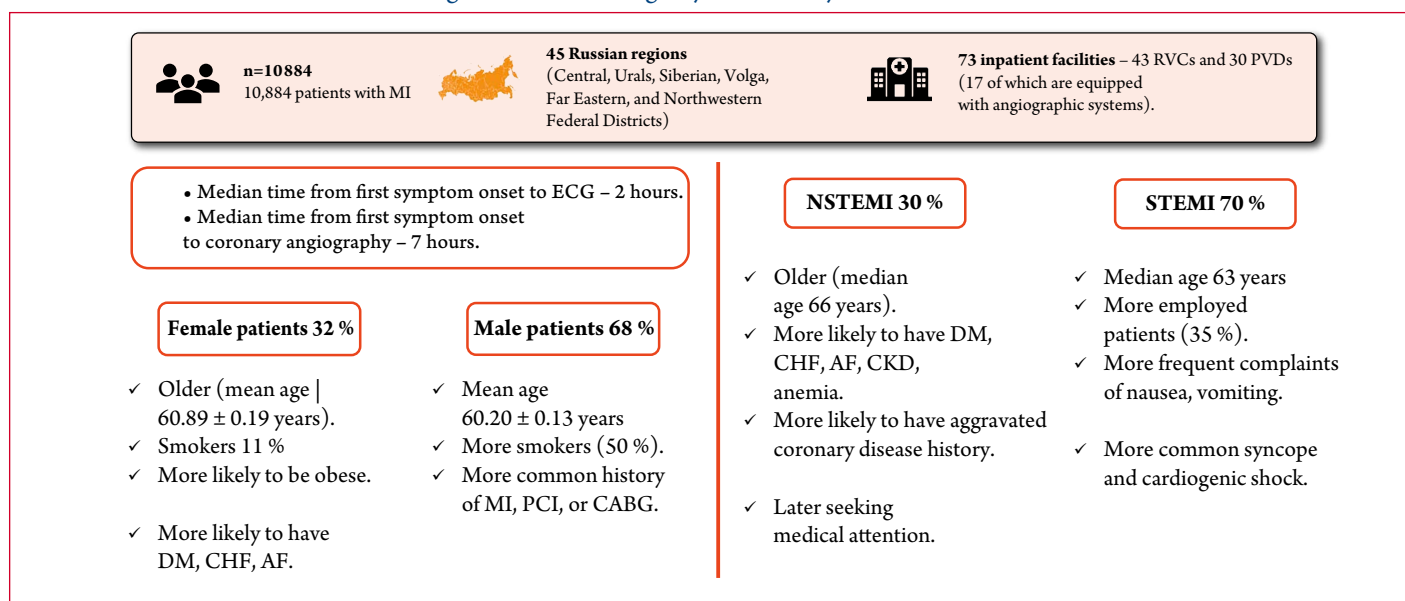 n=10884
10,884 patients with MI
45 Russian regions
(Central, Urals, Siberian, Volga,
Far Eastern, and Northwestern
Federal Districts)
73 inpatient facilities – 43 RVCs and 30 PVDs
(17 of which are equipped
with angiographic systems).
• Median time from first symptom onset to ECG – 2 hours.
• Median time from first symptom onset
to coronary angiography – 7 hours.
Female patients 32 %
✓ Older (mean age |
60.89 ± 0.19 years).
✓ Smokers 11 %
✓ More likely to be obese.
✓ More likely to have
DM, CHF, AF.
Male patients 68 %
✓ Mean age
60.20 ± 0.13 years
✓ More smokers (50 %).
✓ More common history
of MI, PCI, or CABG.
NSTEMI 30 %
✓ Older (median
age 66 years).
✓ More likely to have DM,
CHF, AF, CKD,
anemia.
✓ More likely to have aggravated
coronary disease history.
✓ Later seeking
medical attention.
STEMI 70 %
✓ Median age 63 years
✓ More employed
patients (35 %).
✓ More frequent complaints
of nausea, vomiting.
✓ More common syncope
and cardiogenic shock.